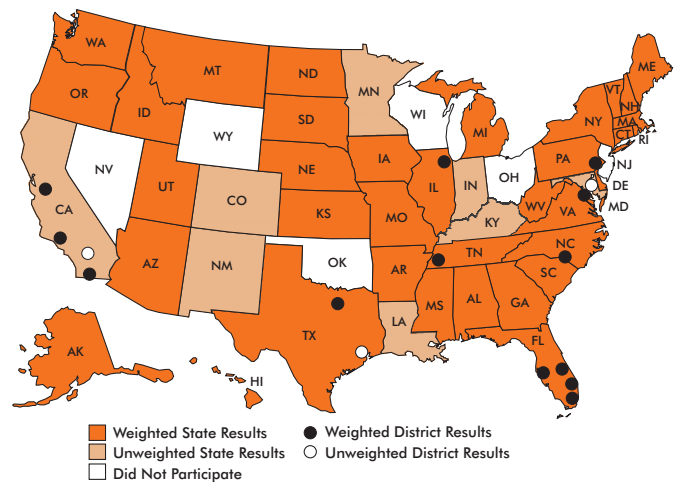 WA
MT
ND
MN
ME
VT
NH
OR
ID
SD
WI
MI
NY
MA
CT
RI
WY
NE
IA
PA
NJ
NV
UT
CO
KS
IL
IN
OH
DE
MD
CA
MO
KY
WV
VA
AZ
NM
OK
AR
TN
NC
SC
TX
LA
MS
AL
GA
FL
AK
HI
Weighted State Results
Unweighted State Results
Did Not Participate
Weighted District Results
Unweighted District Results